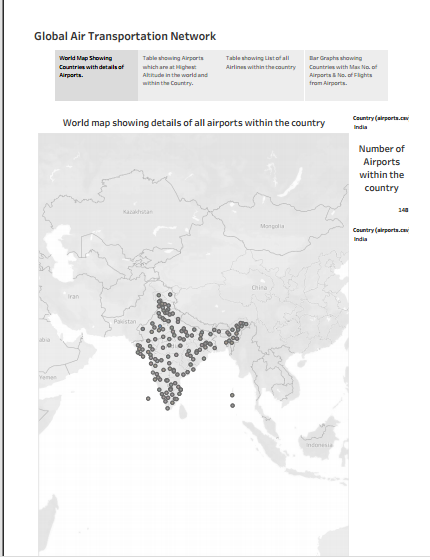 Global Air Transportation Network
World Map Showing
Countries with details of
Airports.
Table showing Airports
which are at Highest
Altitude in the world and
within the Country.
Table showing List of all
Airlines within the country
Bar Graphs showing
Countries with Max No. of
Airports & No. of Flights
from Airports.
World map showing details of all airports within the country
Country (airports.csv
India
Number of
Airports
within the
country
148
Country (airports.csv
India
Kazakhstan
Mongolia
China
Iran
Pakistan
Yemen
Indonesia